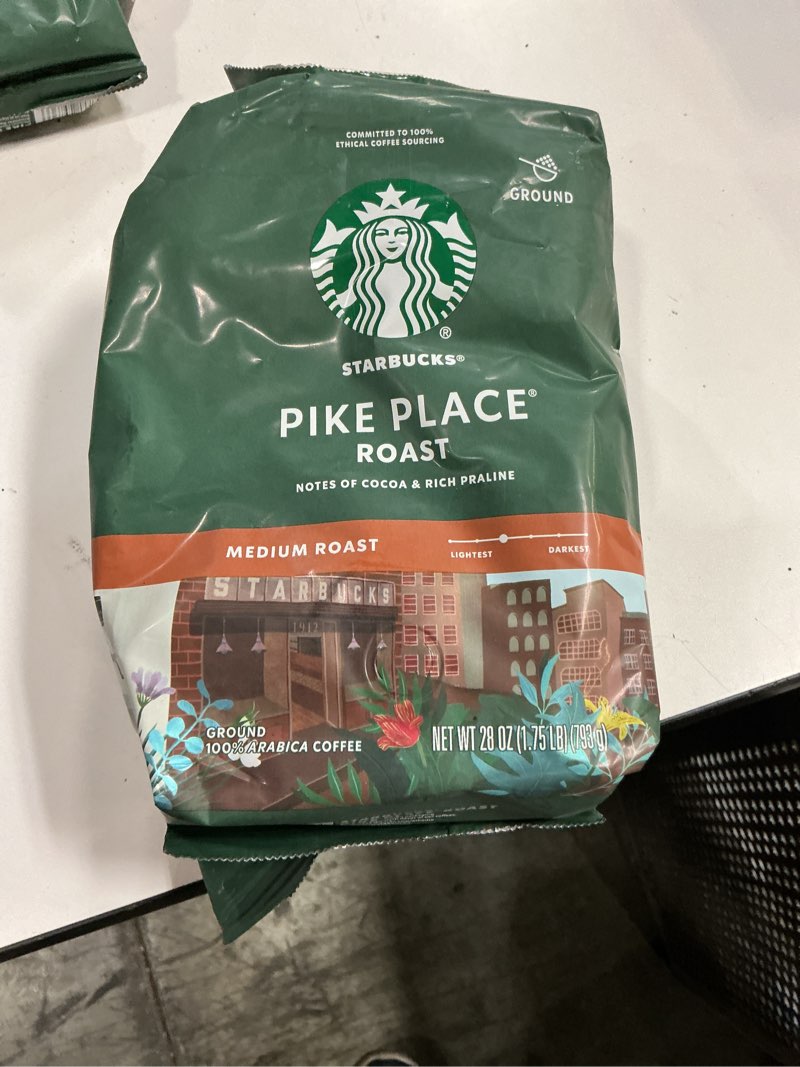 COMMITTED TO 100%
ETHICAL COFFEE SOURCING
GROUND
®
STARBUCKS®
PIKE PLACE®
ROAST
NOTES OF COCOA & RICH PRALINE
MEDIUM ROAST
LIGHTEST DARKEST
STARBUCKS
1912
GROUND
100% ARABICA COFFEE
NET WT 28 OZ (1.75 LB) (793 g)
ROAST